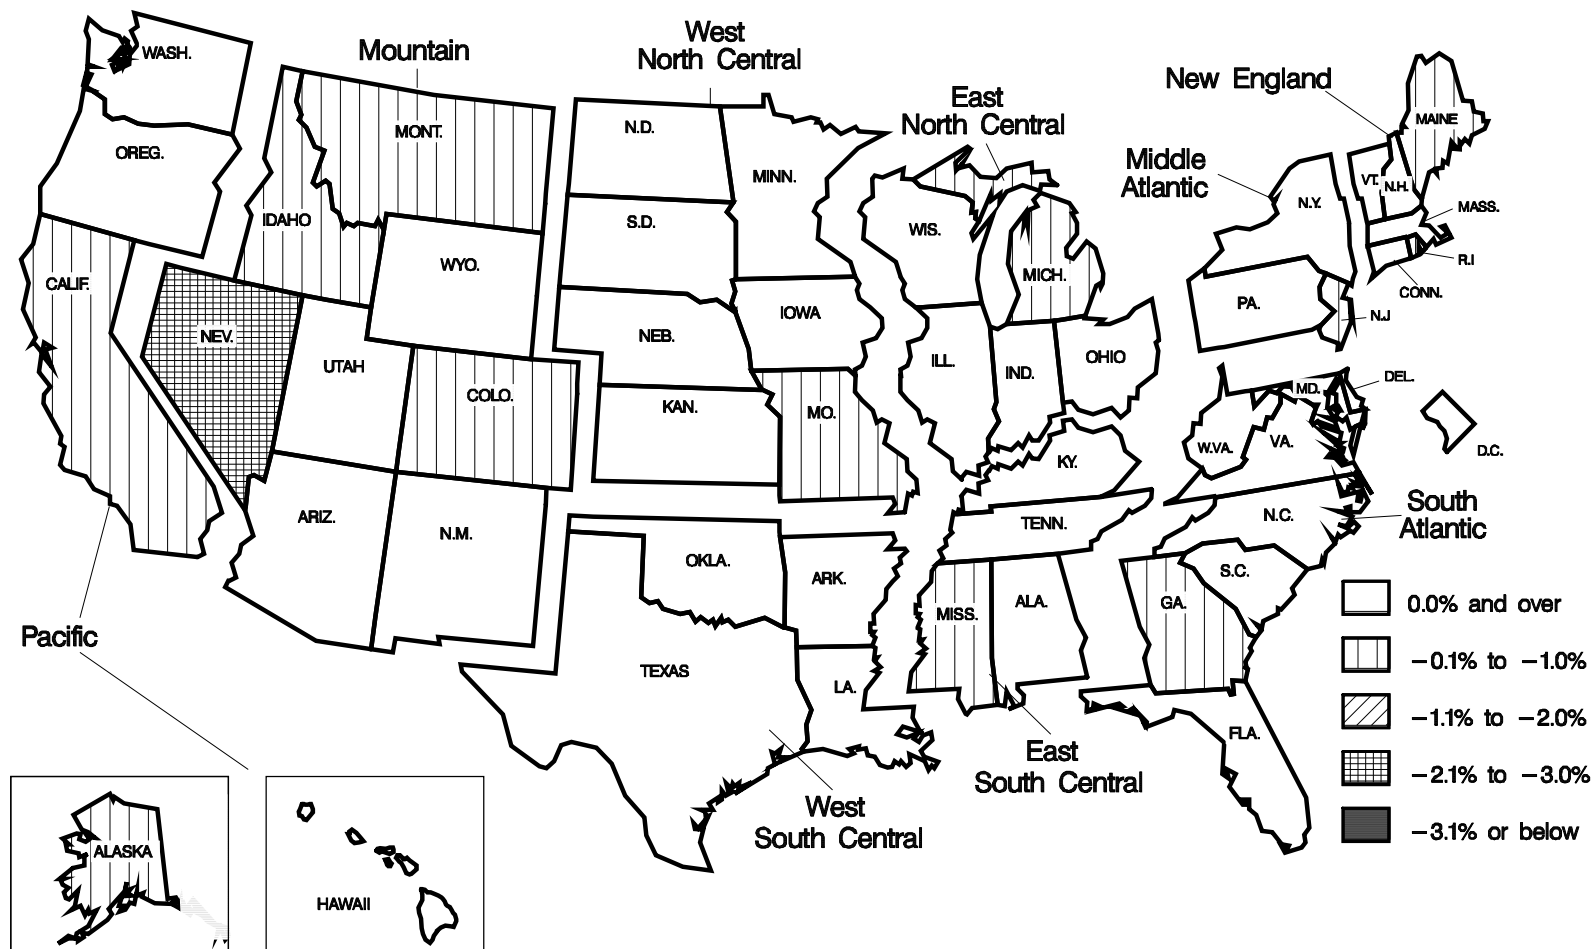 West
North Central
Mountain
East
North Central
New England
Middle
Atlantic
WASH.
OREG.
MONT.
IDAHO
WYO.
CALIF.
NEV.
UTAH
COLO.
ARIZ.
N.M.
N.D.
S.D.
NEB.
KAN.
MINN.
IOWA
MO.
WIS.
MICH.
ILL.
IND.
OHIO
MAINE
VT.
N.H.
MASS.
R.I
CONN.
N.Y.
PA.
N.J
DEL.
MD.
D.C.
W.VA.
VA.
KY.
TENN.
N.C.
S.C.
GA.
FLA.
ALA.
MISS.
OKLA.
ARK.
TEXAS
LA.
South
Atlantic
Pacific
East
South Central
West
South Central
ALASKA
HAWAII
0.0% and over
−0.1% to −1.0%
−1.1% to −2.0%
−2.1% to −3.0%
−3.1% or below